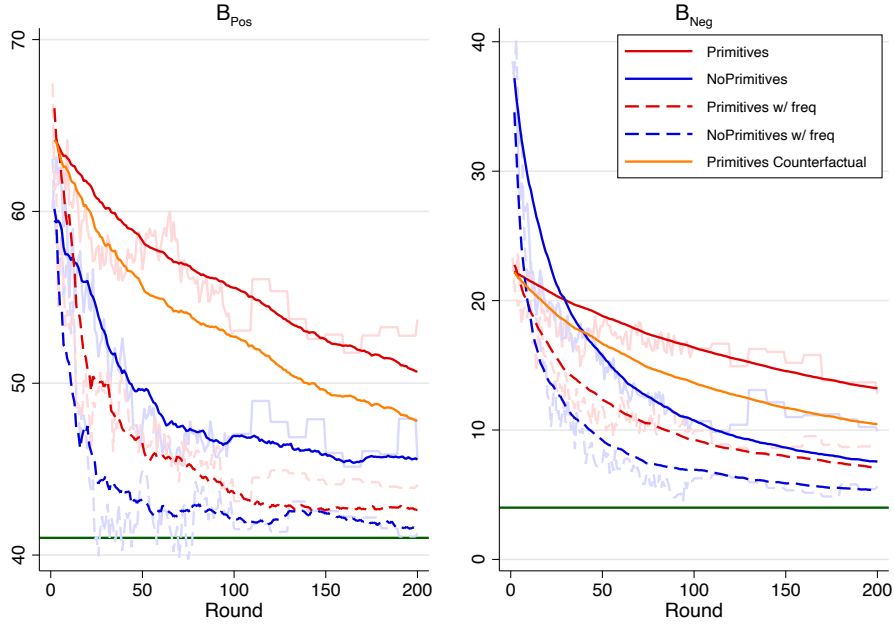 B_Pos
70
60
50
40
0 50 100 150 200
Round
B_Neg
40
30
20
10
0
0 50 100 150 200
Round
Primitives
NoPrimitives
Primitives w/ freq
NoPrimitives w/ freq
Primitives Counterfactual